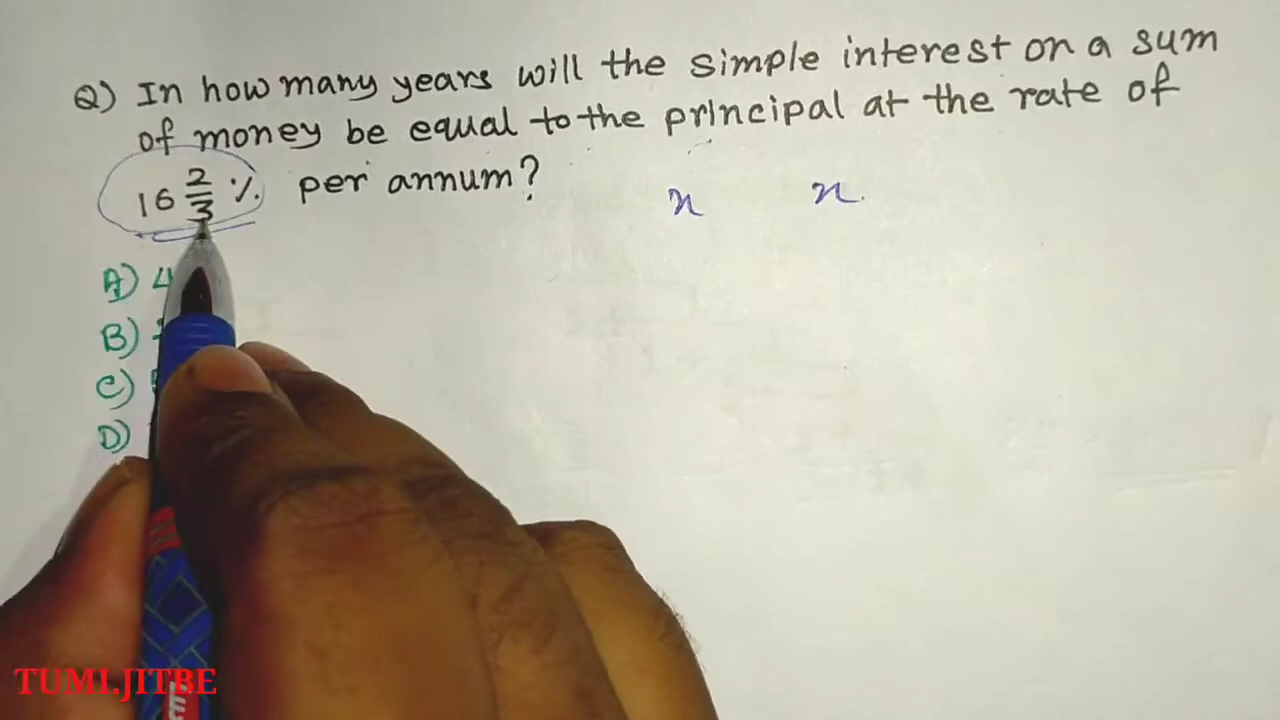 Q) In how many years will the simple interest on a sum
of money be equal to the principal at the rate of
16 2/3 % per annum?
x x
A) 4
B)
C)
D)
TUMI.JITBE